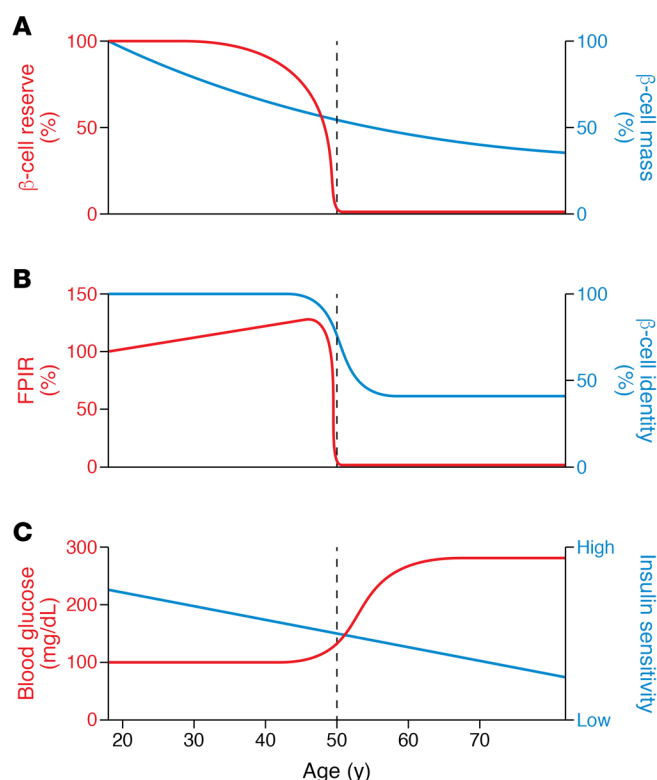 A
100
50
0
β-cell reserve
(%)
100
50
0
β-cell mass
(%)
B
150
100
50
0
FPIR
(%)
100
50
0
β-cell identity
(%)
C
300
200
100
0
Blood glucose
(mg/dL)
High
Low
Insulin sensitivity
20 30 40 50 60 70
Age (y)